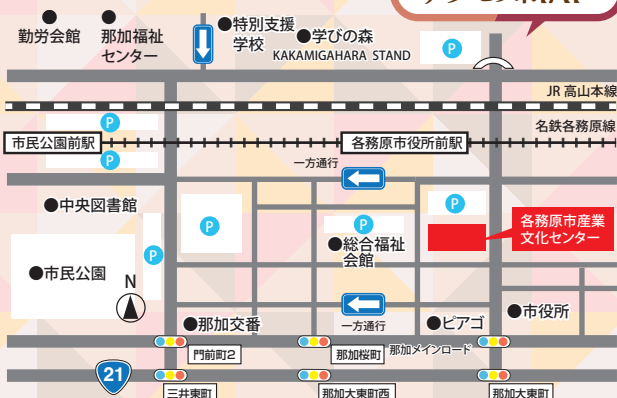 ●勤労会館
●那加福祉
センター
●特別支援
学校
●学びの森
KAKAMIGAHARA STAND
P
JR 高山本線
名鉄各務原線
P
市民公園前駅
各務原市役所前駅
P
一方通行
●中央図書館
P
P
P
P
各務原市産業
文化センター
●総合福祉
会館
●市民公園
N
●那加交番
一方通行
●ピアゴ
●市役所
門前町2
那加桜町
那加メインロード
21
三井東町
那加大東町西
那加大東町